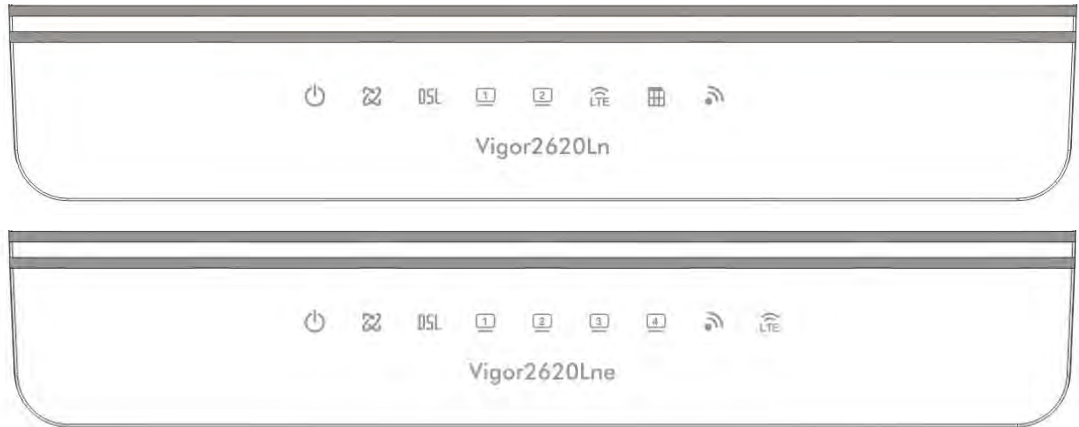 DSL 1 2 LTE
Vigor2620Ln
DSL 1 2 3 4 LTE
Vigor2620Lne